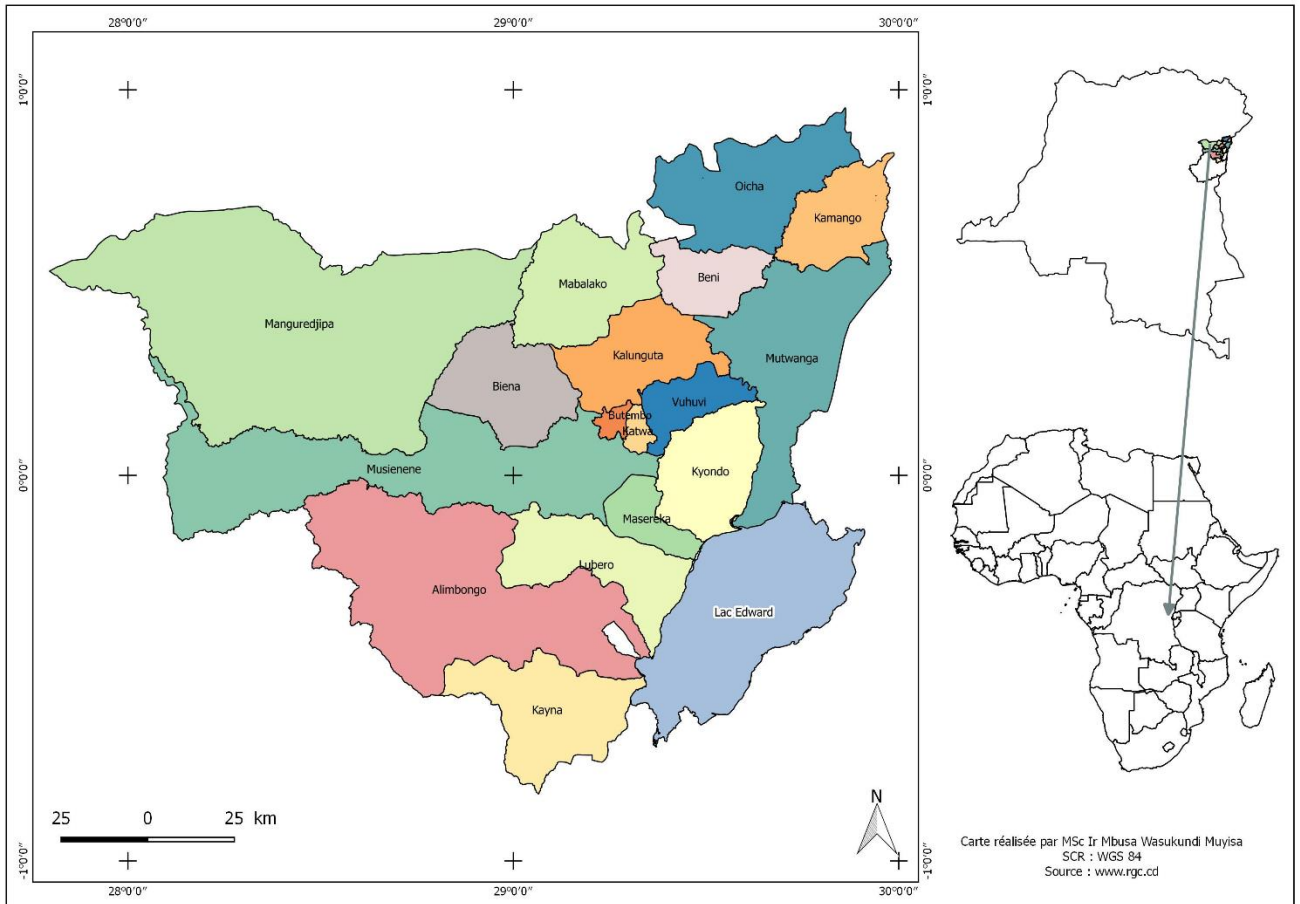 28°0'0"
29°0'0"
30°0'0"
1°0'0"
1°0'0"
Oicha
Kamango
Beni
Mabalako
Manguredjipa
Kalunguta
Mutwanga
Biena
Vuhuvi
Butembo
Katwa
Musienene
Kyondo
0°0'0"
0°0'0"
Masereka
Lubero
Alimbongo
Lac Edward
Kayna
25 0 25 km
N
-1°0'0"
-1°0'0"
28°0'0"
29°0'0"
30°0'0"
Carte réalisée par MSc Ir Mbusa Wasukundi Muyisa
SCR : WGS 84
Source : www.rgc.cd